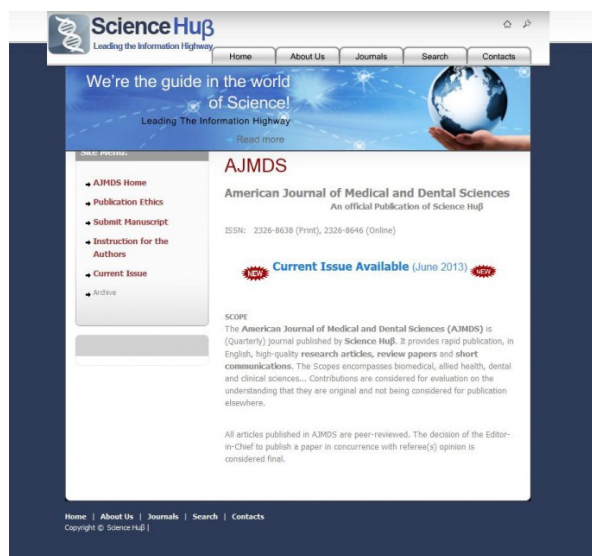 Science Huβ
Leading the Information Highway
Home About Us Journals Search Contacts
We're the guide in the world
of Science!
Leading The Information Highway
Read more
Site Menu:
AJMDS Home
Publication Ethics
Submit Manuscript
Instruction for the
Authors
Current Issue
Archive
AJMDS
American Journal of Medical and Dental Sciences
An official Publication of Science Huβ
ISSN: 2326-8638 (Print), 2326-8646 (Online)
NEW Current Issue Available (June 2013) NEW
SCOPE
The American Journal of Medical and Dental Sciences (AJMDS) is
(Quarterly) journal published by Science Huβ. It provides rapid publication, in
English, high-quality research articles, review papers and short
communications. The Scopes encompasses biomedical, allied health, dental
and clinical sciences... Contributions are considered for evaluation on the
understanding that they are original and not being considered for publication
elsewhere.
All articles published in AJMDS are peer-reviewed. The decision of the Editor-
in-Chief to publish a paper in concurrence with referee(s) opinion is
considered final.
Home | About Us | Journals | Search | Contacts
Copyright © Science Huβ |